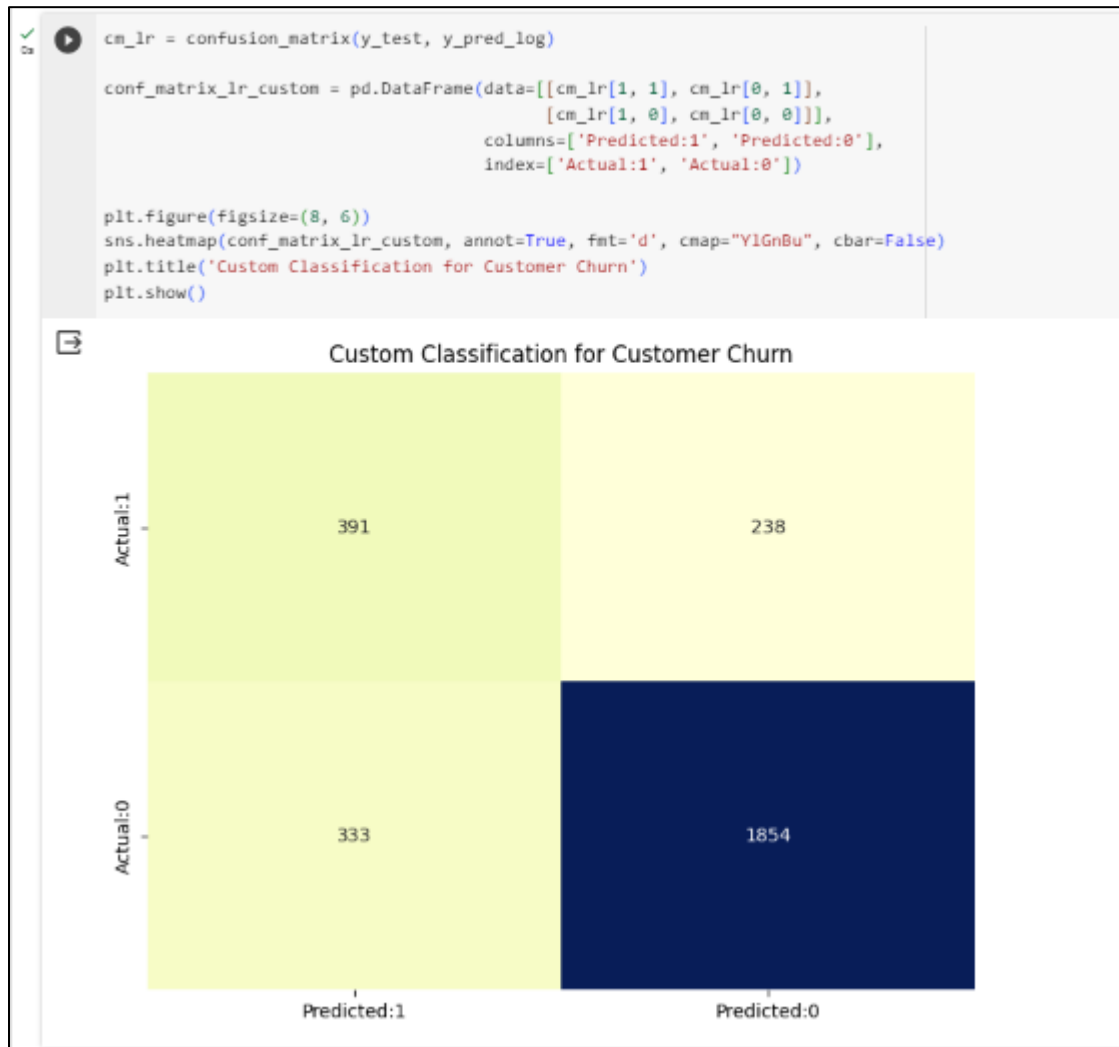 0s
cm_lr = confusion_matrix(y_test, y_pred_log)
conf_matrix_lr_custom = pd.DataFrame(data=[[cm_lr[1, 1], cm_lr[0, 1]],
[cm_lr[1, 0], cm_lr[0, 0]]],
columns=['Predicted:1', 'Predicted:0'],
index=['Actual:1', 'Actual:0'])
plt.figure(figsize=(8, 6))
sns.heatmap(conf_matrix_lr_custom, annot=True, fmt='d', cmap="YlGnBu", cbar=False)
plt.title('Custom Classification for Customer Churn')
plt.show()
Custom Classification for Customer Churn
Actual:1
391
238
Actual:0
333
1854
Predicted:1
Predicted:0